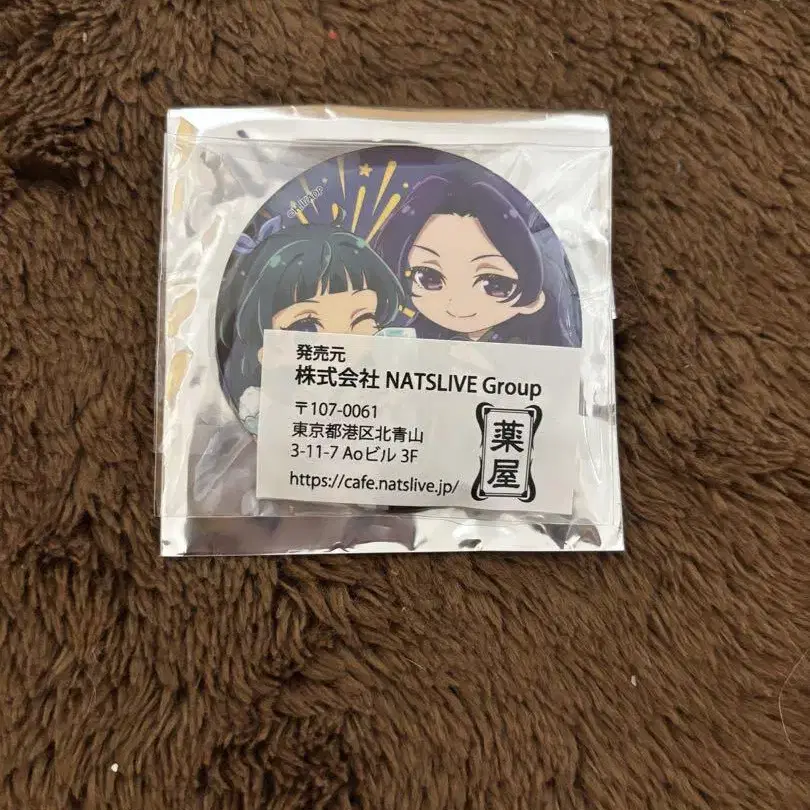 発売元
株式会社 NATSLIVE Group
〒107-0061
東京都港区北青山
3-11-7 Aoビル 3F
https://cafe.natslive.jp/
薬屋